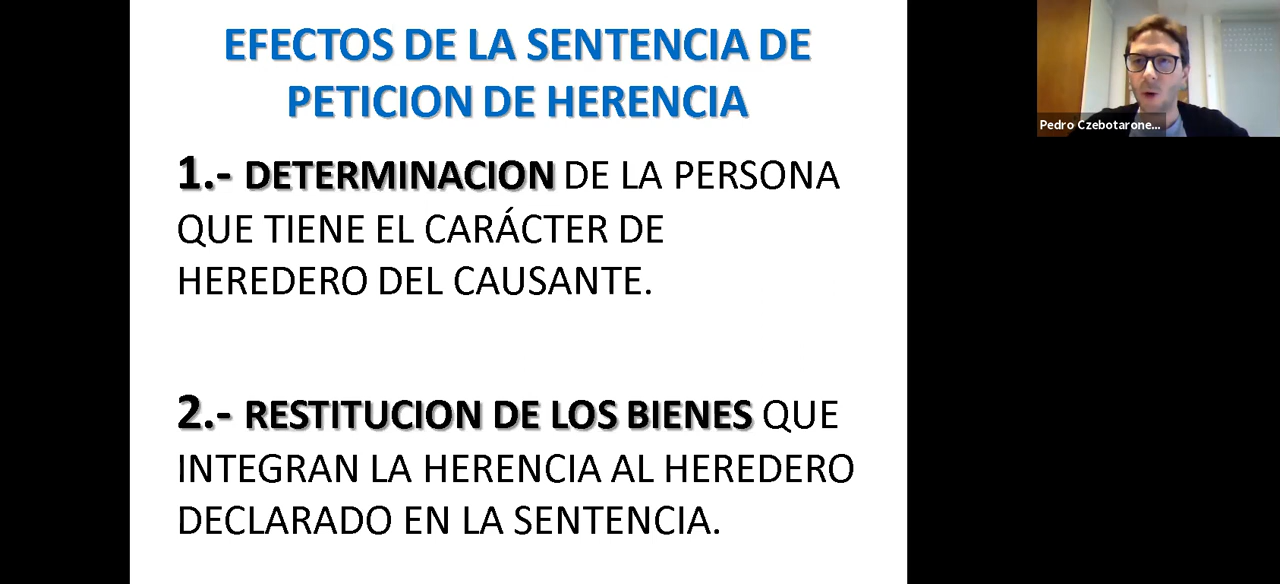 EFECTOS DE LA SENTENCIA DE
PETICION DE HERENCIA
1.- DETERMINACION DE LA PERSONA
QUE TIENE EL CARÁCTER DE
HEREDERO DEL CAUSANTE.
2.- RESTITUCION DE LOS BIENES QUE
INTEGRAN LA HERENCIA AL HEREDERO
DECLARADO EN LA SENTENCIA.
Pedro Czebotarone...